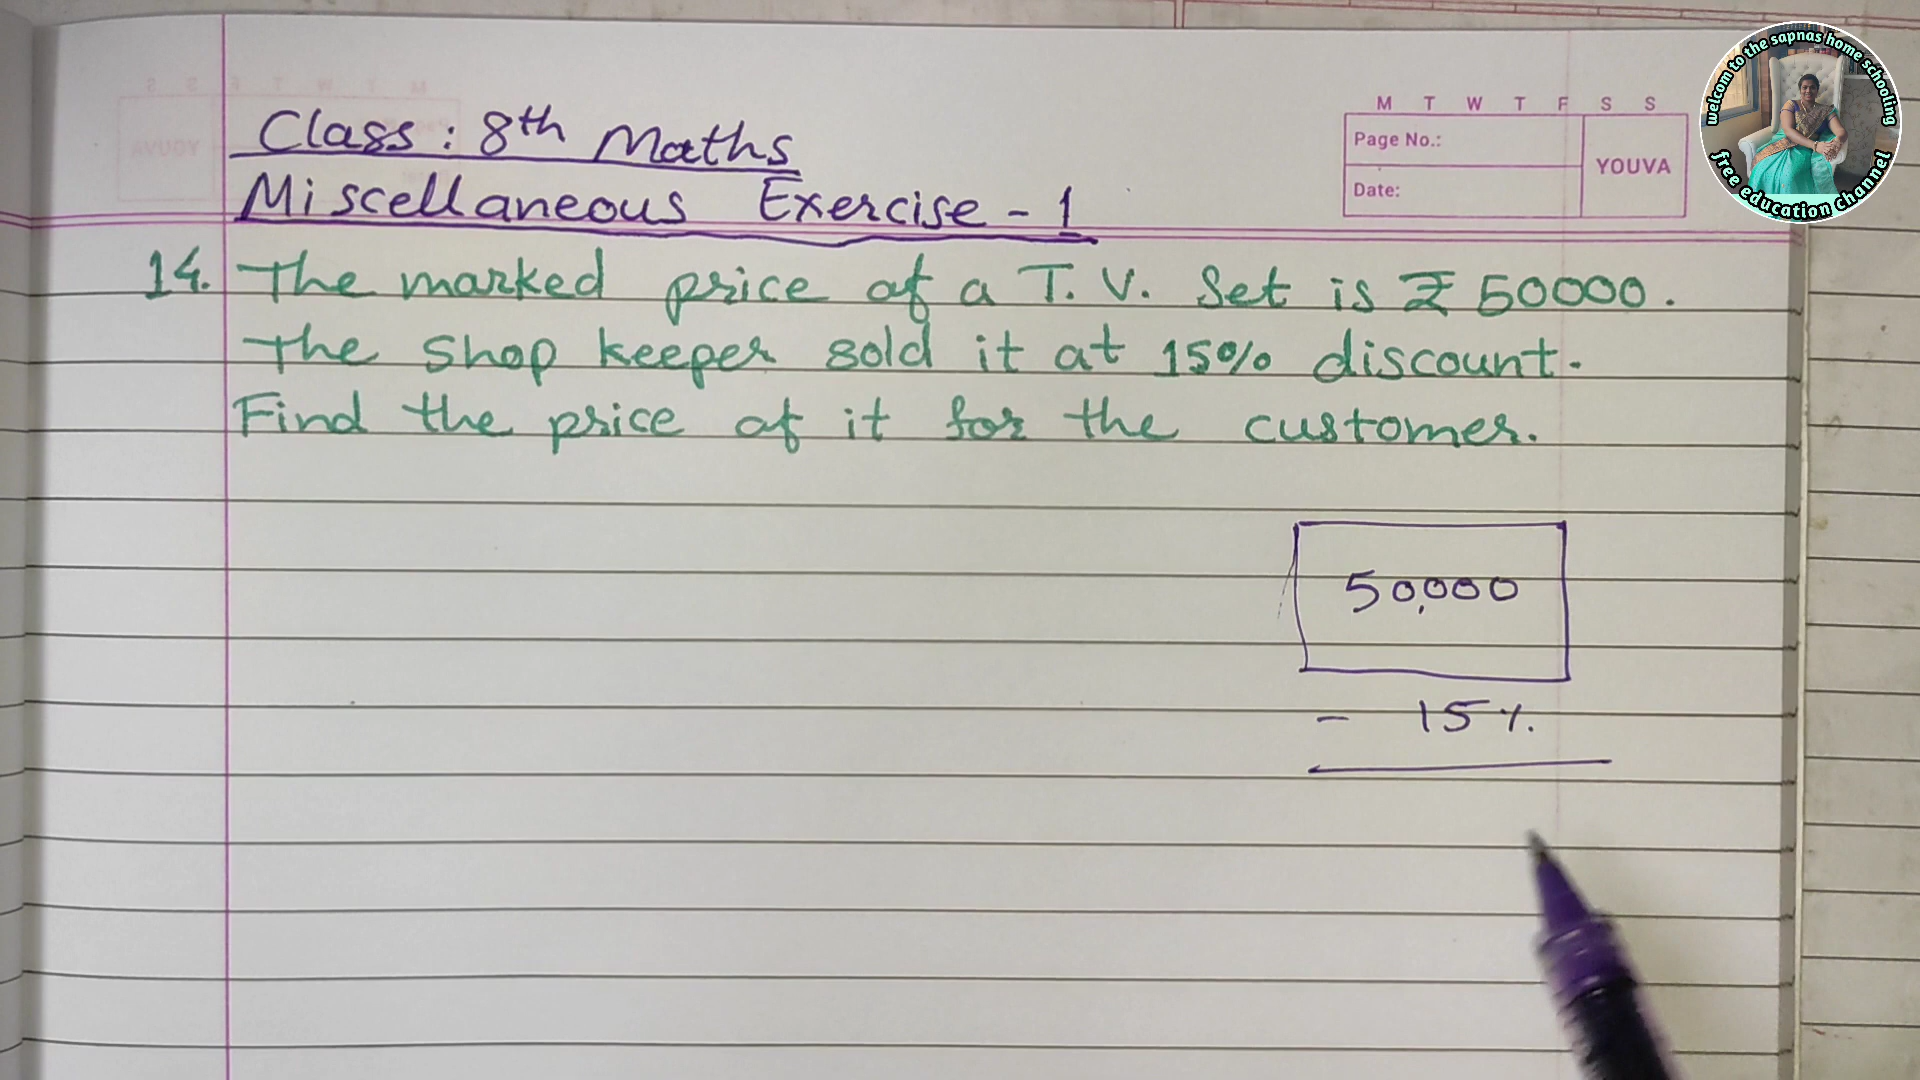 M T W T F S S
Page No.:
YOUVA
Date:
welcom to the sapnas home schooling
free education channel
Class : 8th Maths
Miscellaneous Exercise - 1
14. The marked price of a T.V. Set is ₹ 50000.
The shop keeper sold it at 15% discount.
Find the price of it for the customer.
50,000
- 15%